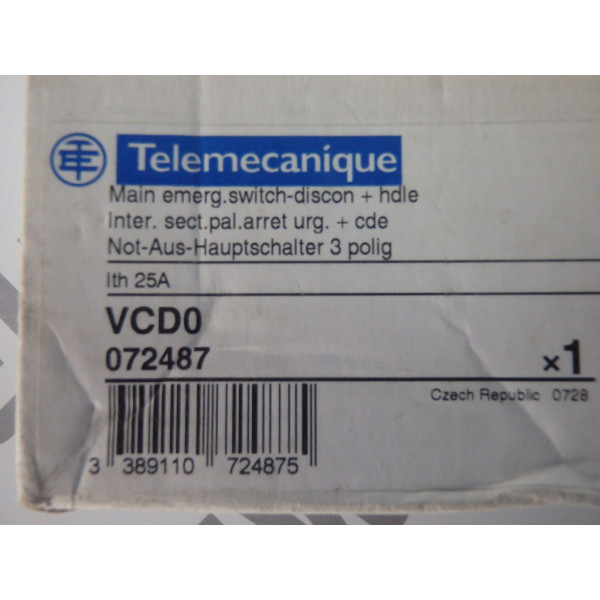 Telemecanique
Main emerg.switch-discon + hdle
Inter. sect.pal.arret urg. + cde
Not-Aus-Hauptschalter 3 polig
Ith 25A
VCD0
072487
x1
Czech Republic 0728
3 389110 724875